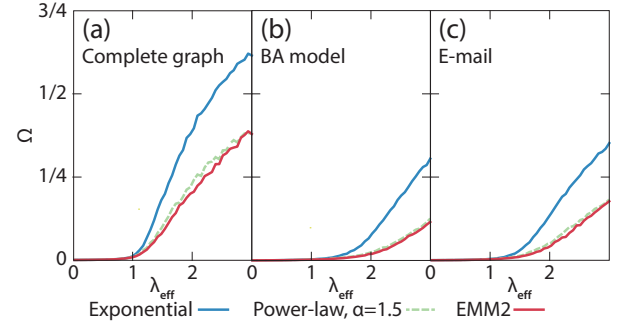 3/4
(a) (b) (c)
Complete graph BA model E-mail
1/2
Ω
1/4
0
0 1 2 0 1 2 0 1 2
λeff λeff λeff
Exponential Power-law, α=1.5 EMM2